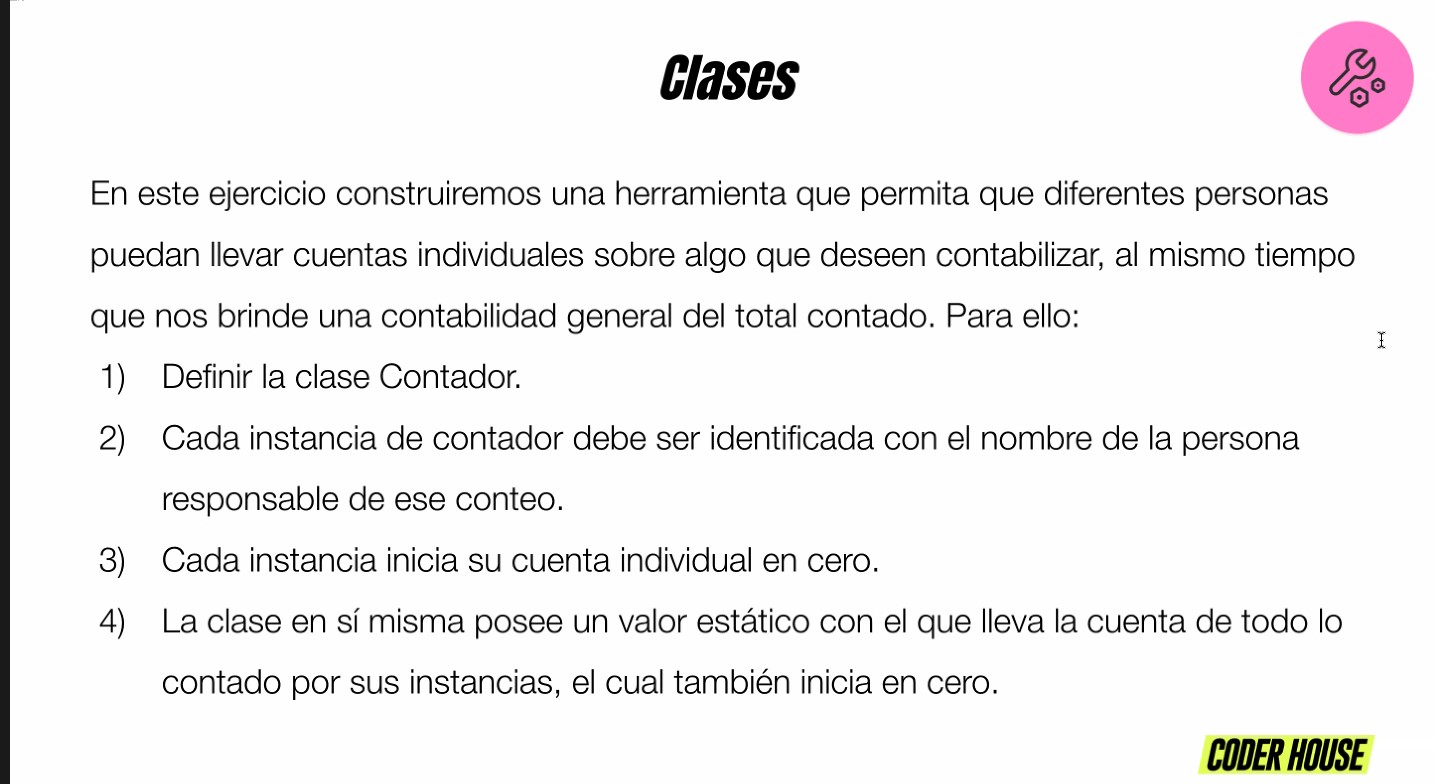 Clases
En este ejercicio construiremos una herramienta que permita que diferentes personas
puedan llevar cuentas individuales sobre algo que deseen contabilizar, al mismo tiempo
que nos brinde una contabilidad general del total contado. Para ello:
1) Definir la clase Contador.
2) Cada instancia de contador debe ser identificada con el nombre de la persona
responsable de ese conteo.
3) Cada instancia inicia su cuenta individual en cero.
4) La clase en sí misma posee un valor estático con el que lleva la cuenta de todo lo
contado por sus instancias, el cual también inicia en cero.
CODER HOUSE